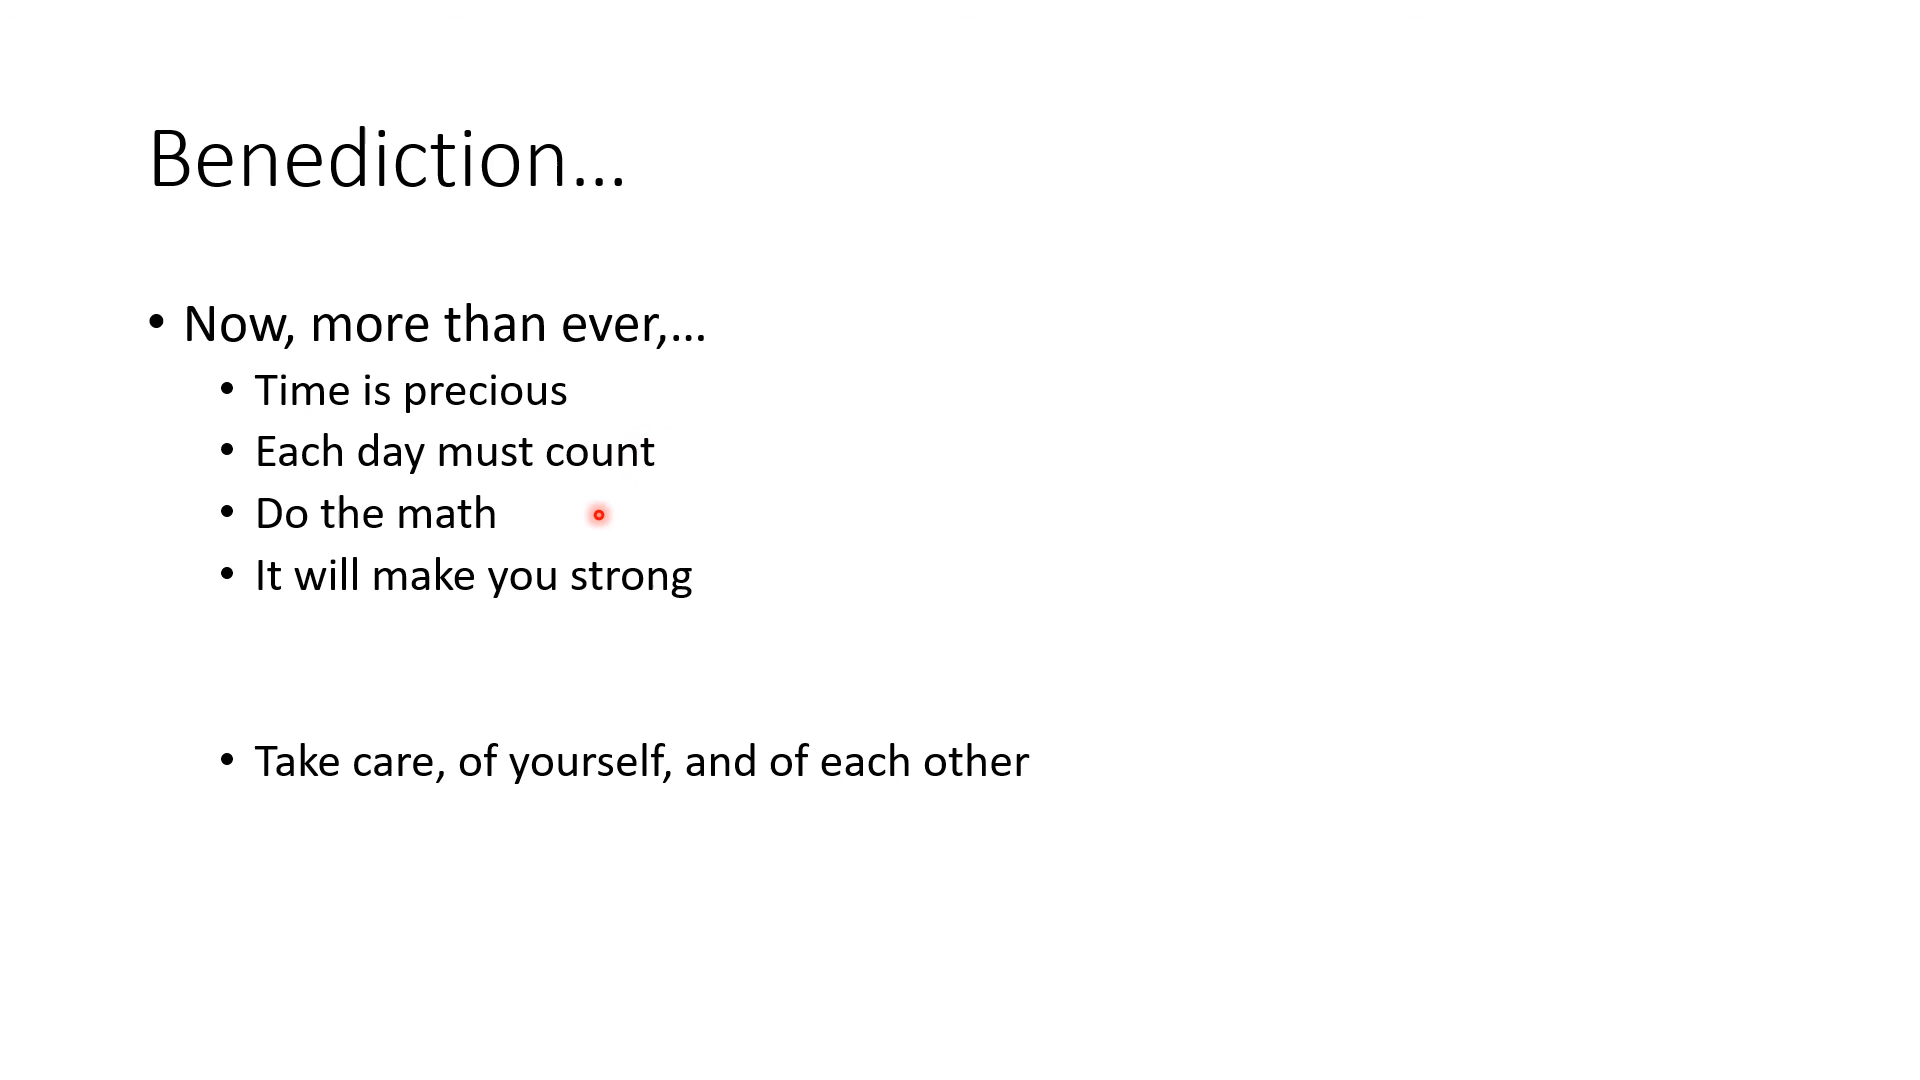 Benediction...
• Now, more than ever,...
• Time is precious
• Each day must count
• Do the math
• It will make you strong
• Take care, of yourself, and of each other